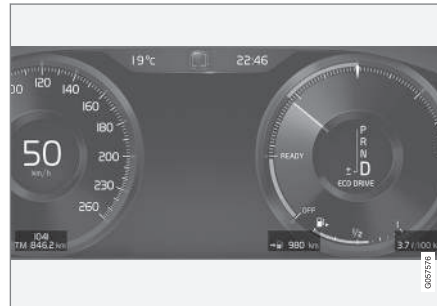 19°C 22:46
00 120 140 160 180 200 230 260
50
km/h
1041
TM 846.2 km
P
R
N
± D
ECO DRIVE
READY
OFF
½
1
980 km
3.7 /100 k
G057576